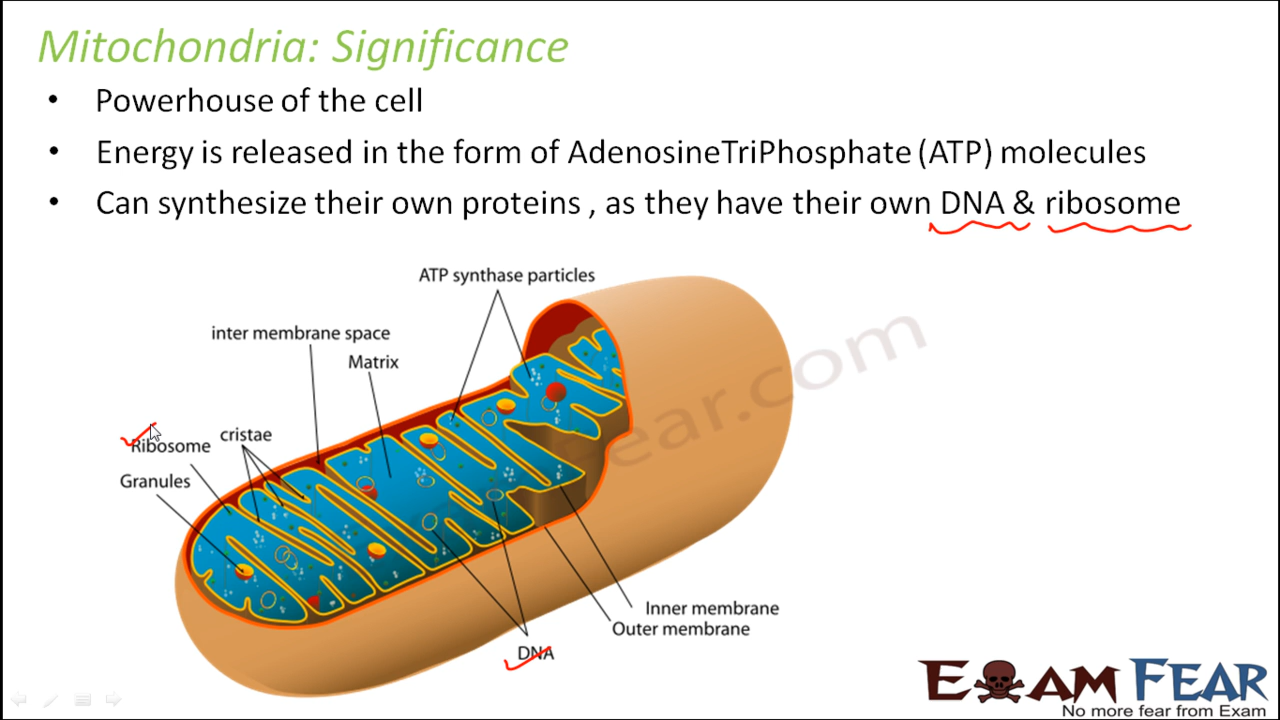 Mitochondria: Significance
• Powerhouse of the cell
• Energy is released in the form of AdenosineTriPhosphate (ATP) molecules
• Can synthesize their own proteins , as they have their own DNA & ribosome
ATP synthase particles
inter membrane space
Matrix
cristae
Ribosome
Granules
Inner membrane
Outer membrane
DNA
Fear.com
EXAM FEAR
No more fear from Exam